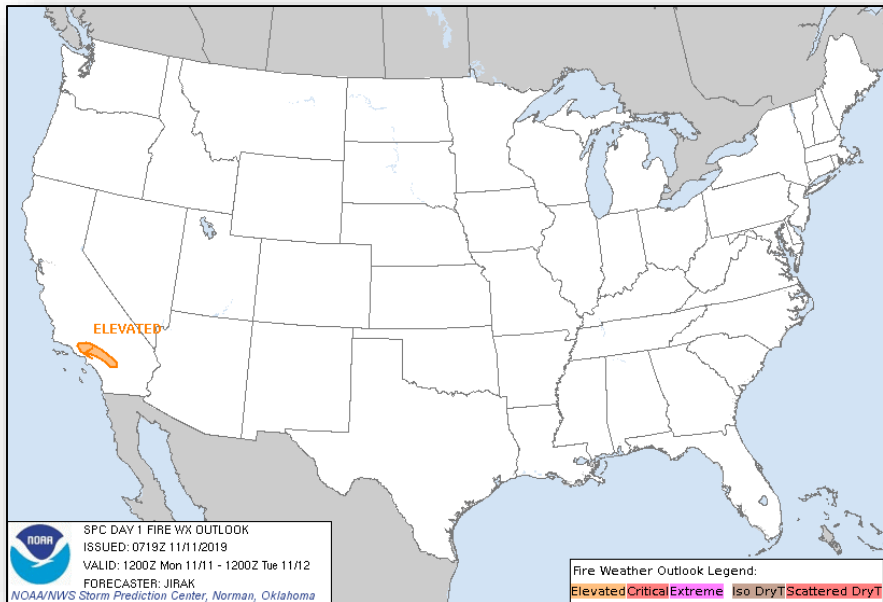 ELEVATED
NOAA
SPC DAY 1 FIRE WX OUTLOOK
ISSUED: 0719Z 11/11/2019
VALID: 1200Z Mon 11/11 - 1200Z Tue 11/12
FORECASTER: JIRAK
NOAA/NWS Storm Prediction Center, Norman, Oklahoma
Fire Weather Outlook Legend:
Elevated Critical Extreme Iso DryT Scattered DryT